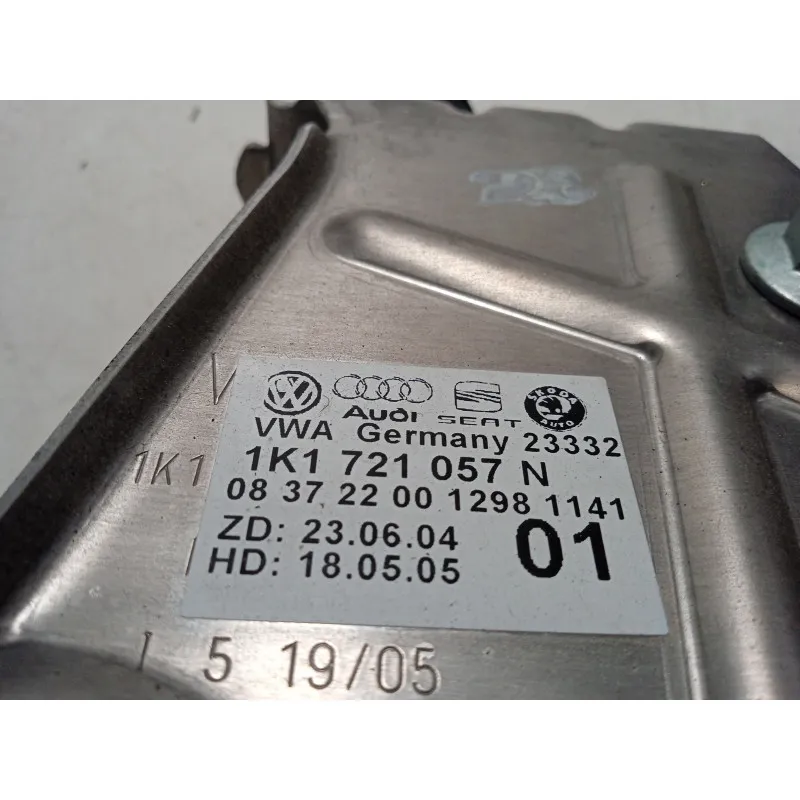 V
Audi SEAT SKODA AUTO
VWA Germany 23332
1K1
1K1 721 057 N
08 37 22 00 1298 1141
ZD: 23.06.04
01
HD: 18.05.05
5 19/05